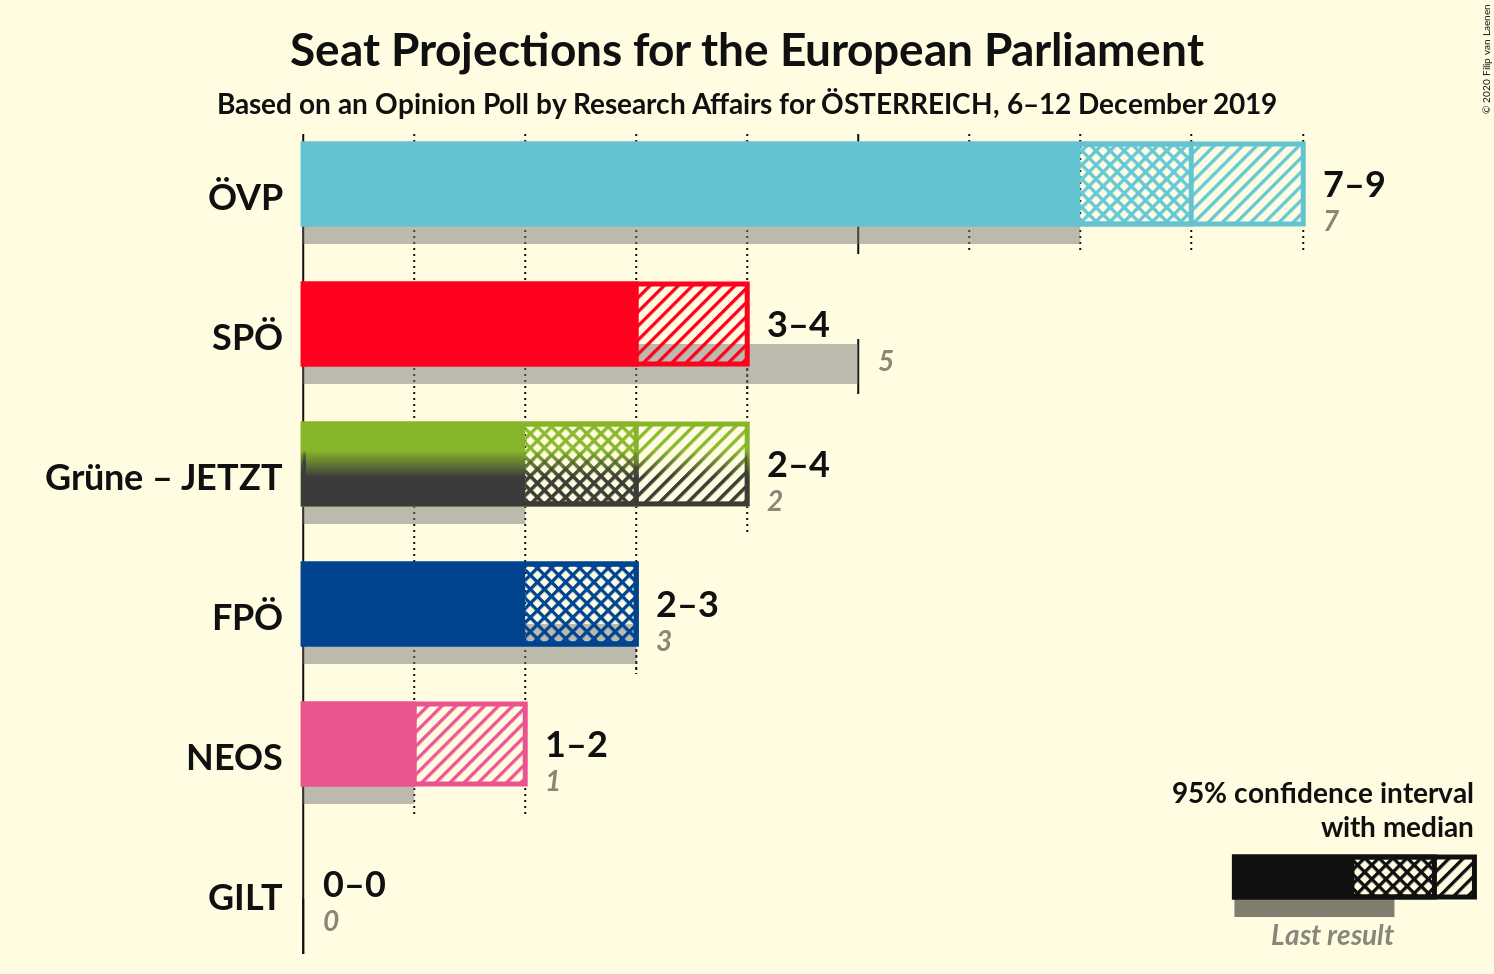 Seat Projections for the European Parliament
Based on an Opinion Poll by Research Affairs for ÖSTERREICH, 6–12 December 2019
© 2020 Filip van Laenen
ÖVP
7–9
7
SPÖ
3–4
5
Grüne – JETZT
2–4
2
FPÖ
2–3
3
NEOS
1–2
1
GILT
0–0
0
95% confidence interval
with median
Last result